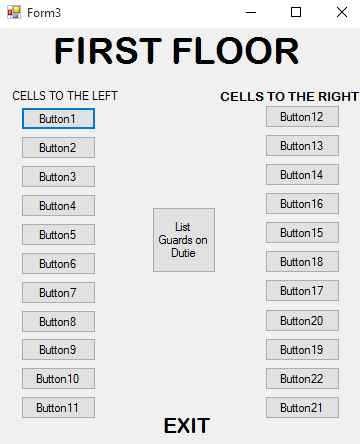 Form3
FIRST FLOOR
CELLS TO THE LEFT
Button1
Button2
Button3
Button4
Button5
Button6
Button7
Button8
Button9
Button10
Button11
List
Guards on
Dutie
CELLS TO THE RIGHT
Button12
Button13
Button14
Button16
Button15
Button18
Button17
Button20
Button19
Button22
Button21
EXIT